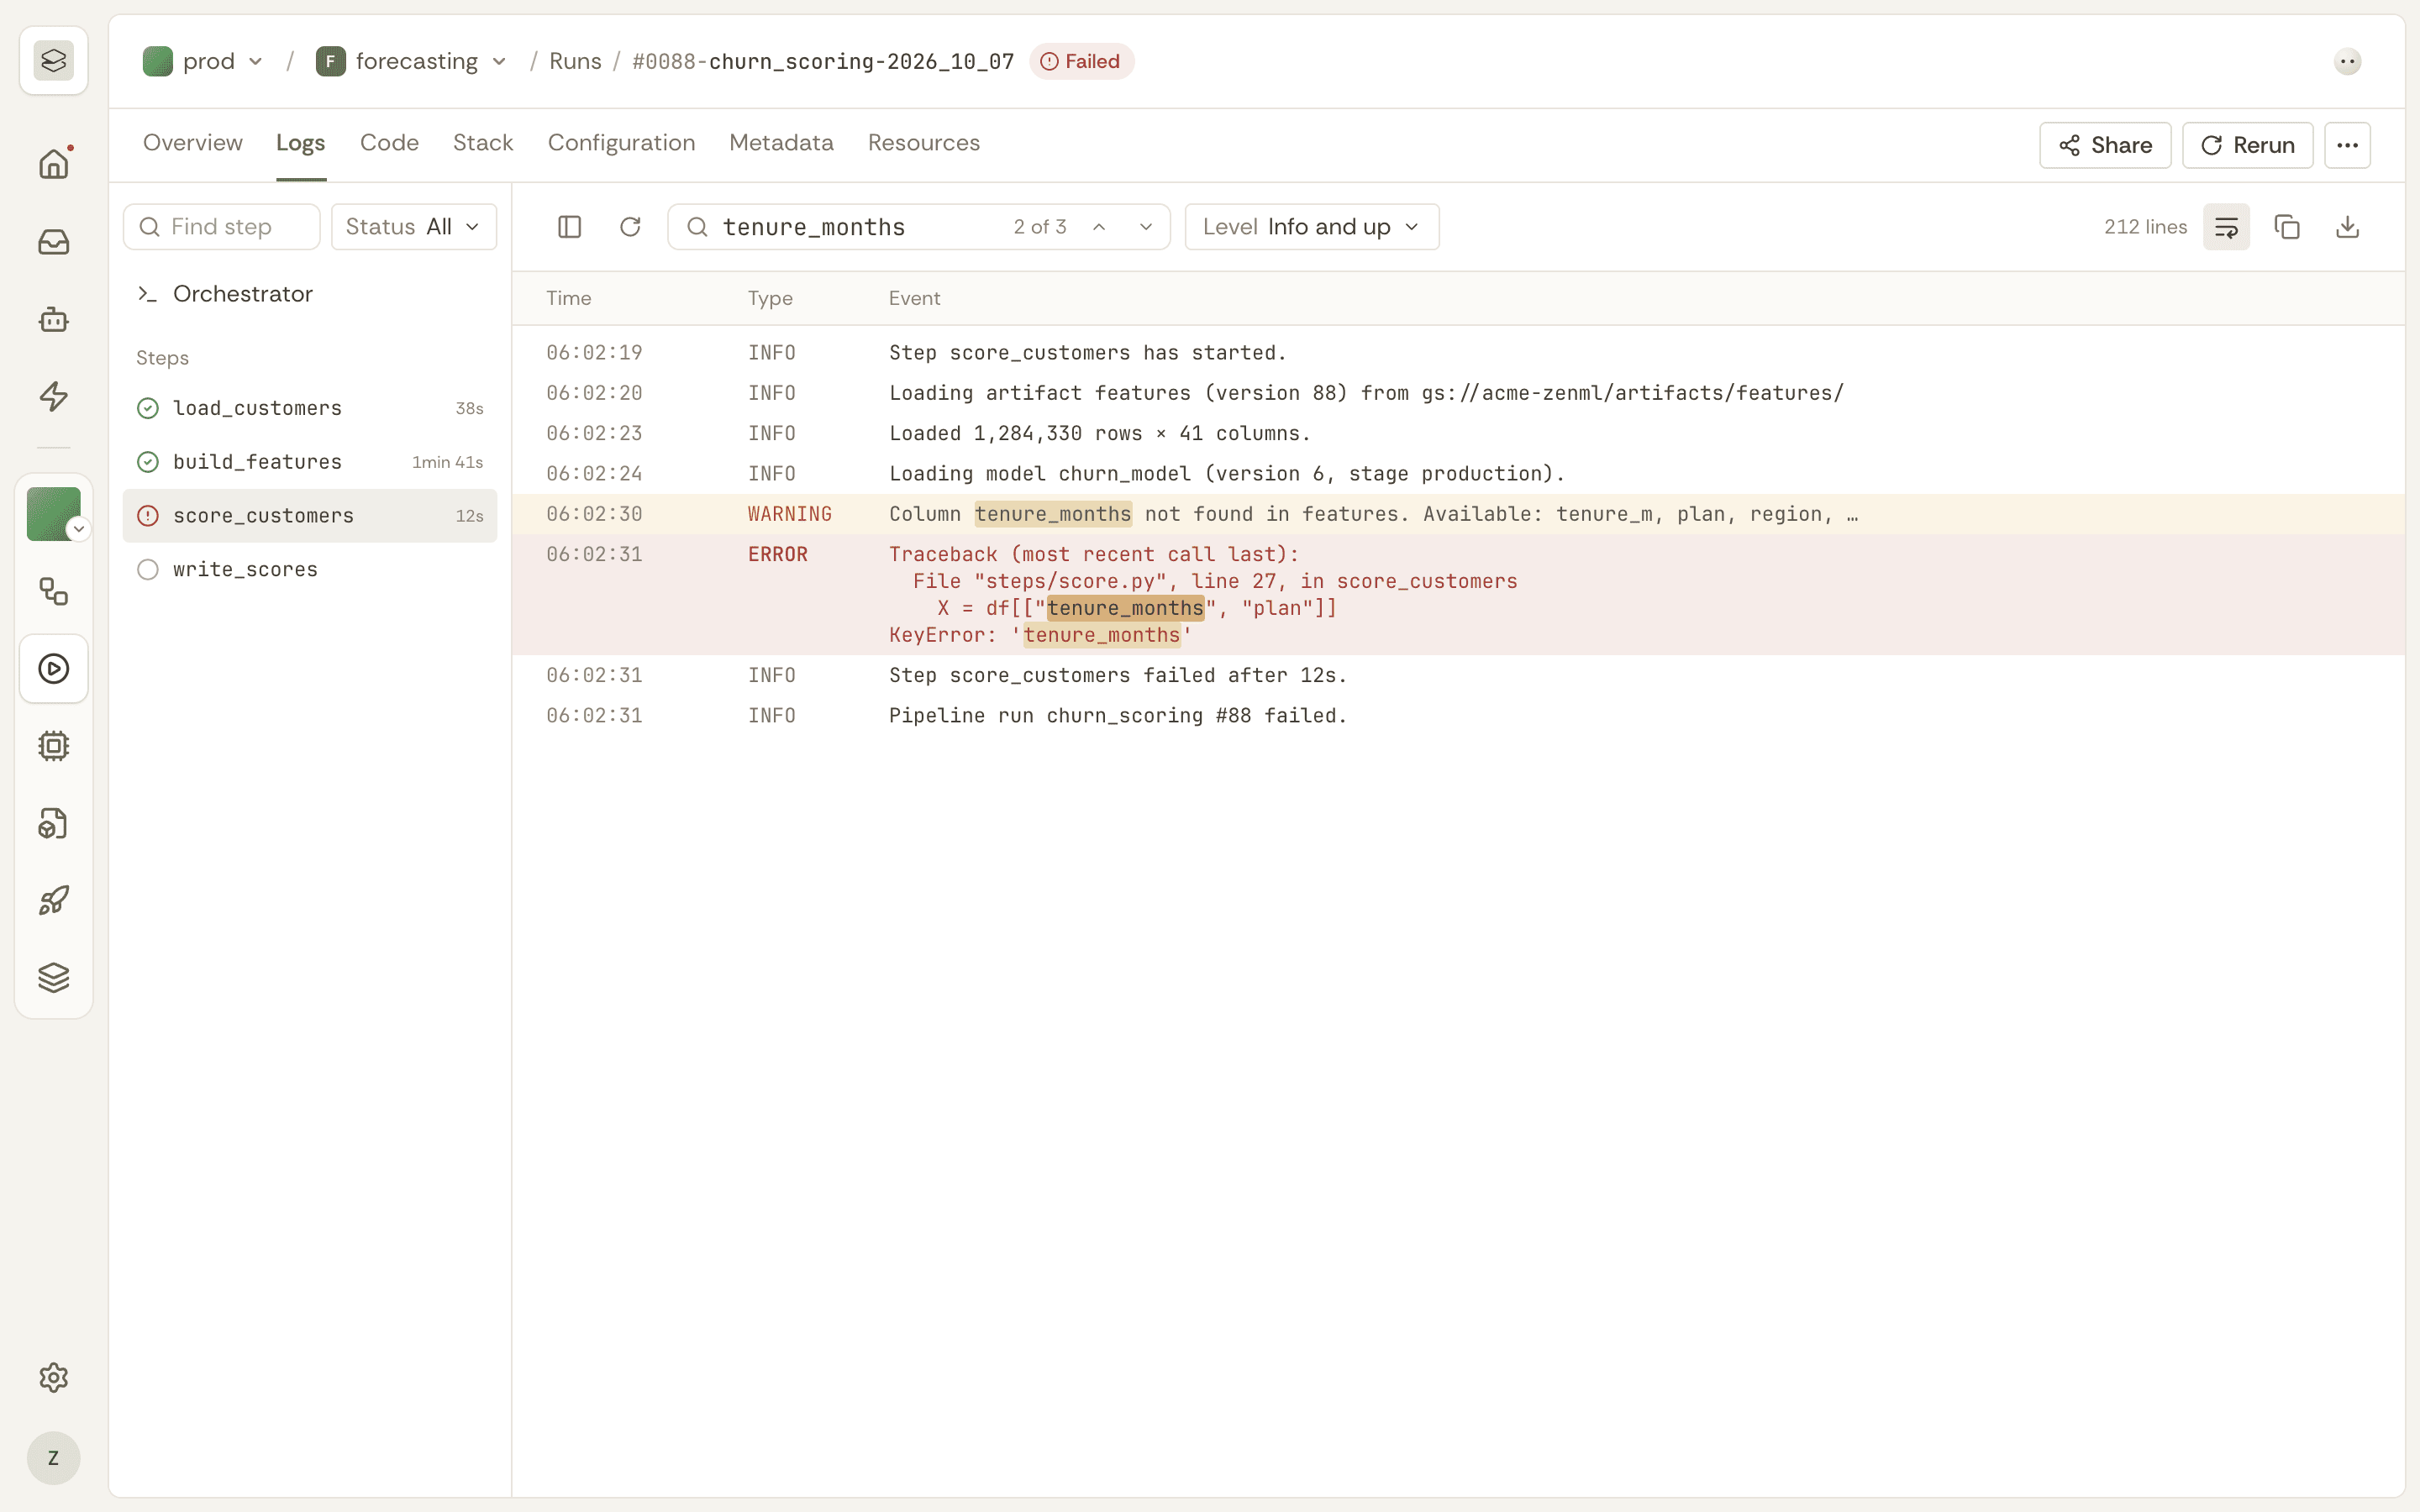 prod / F forecasting / Runs / #0088-churn_scoring-2026_10_07 Failed
Overview Logs Code Stack Configuration Metadata Resources
Share Rerun
Find step
Status All
tenure_months 2 of 3
Level Info and up
212 lines
Orchestrator
Steps
load_customers 38s
build_features 1min 41s
score_customers 12s
write_scores
Time Type Event
06:02:19 INFO Step score_customers has started.
06:02:20 INFO Loading artifact features (version 88) from gs://acme-zenml/artifacts/features/
06:02:23 INFO Loaded 1,284,330 rows × 41 columns.
06:02:24 INFO Loading model churn_model (version 6, stage production).
06:02:30 WARNING Column tenure_months not found in features. Available: tenure_m, plan, region, …
06:02:31 ERROR Traceback (most recent call last):
File "steps/score.py", line 27, in score_customers
X = df[["tenure_months", "plan"]]
KeyError: 'tenure_months'
06:02:31 INFO Step score_customers failed after 12s.
06:02:31 INFO Pipeline run churn_scoring #88 failed.
Z